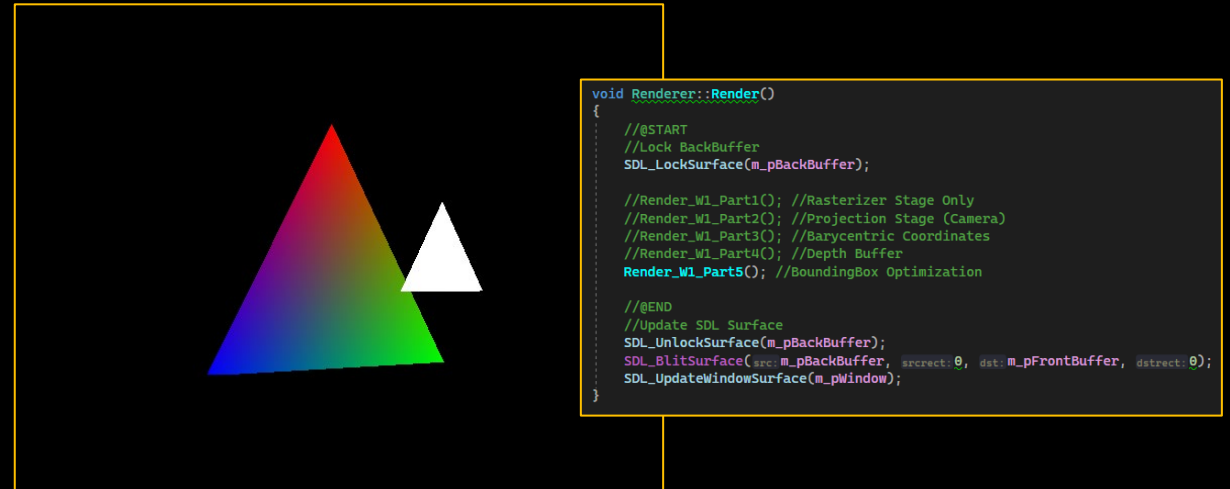 void Renderer::Render()
{
//@START
//Lock BackBuffer
SDL_LockSurface(m_pBackBuffer);
//Render_W1_Part1(); //Rasterizer Stage Only
//Render_W1_Part2(); //Projection Stage (Camera)
//Render_W1_Part3(); //Barycentric Coordinates
//Render_W1_Part4(); //Depth Buffer
Render_W1_Part5(); //BoundingBox Optimization
//@END
//Update SDL Surface
SDL_UnlockSurface(m_pBackBuffer);
SDL_BlitSurface(src: m_pBackBuffer, srcrect: 0, dst: m_pFrontBuffer, dstrect: 0);
SDL_UpdateWindowSurface(m_pWindow);
}